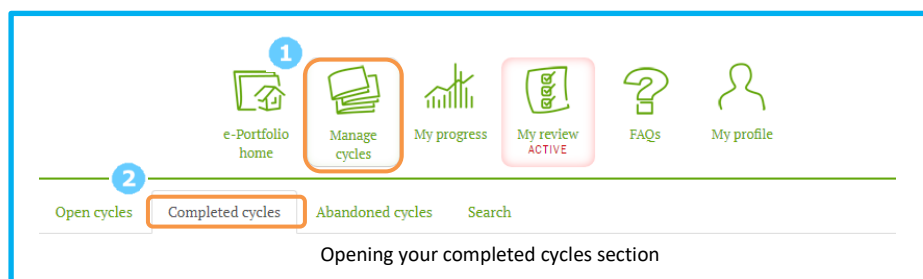 1
e-Portfolio home
Manage cycles
My progress
My review ACTIVE
FAQs
My profile
2
Open cycles
Completed cycles
Abandoned cycles
Search
Opening your completed cycles section